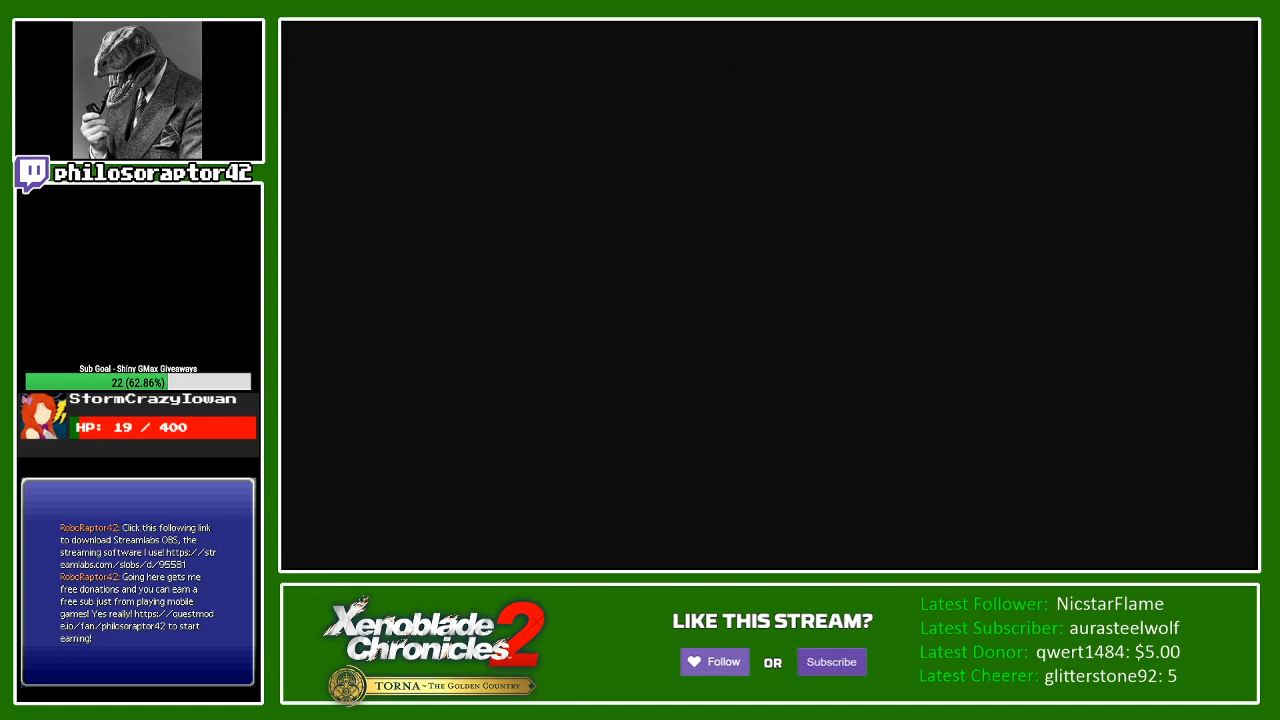 philosoraptor42
Sub Goal - Shiny GMax Giveaways
22 (62.86%)
StormCrazyIowan
HP: 19 / 400
RoboRaptor42: Click this following link
to download Streamlabs OBS, the
streaming software I use! https://str
eamlabs.com/slobs/d/95531
RoboRaptor42: Going here gets me
free donations and you can earn a
free sub just from playing mobile
games! Yes really! https://questmod
e.io/fan/philosoraptor42 to start
earning!
Xenoblade
Chronicles 2
TORNA ~ THE GOLDEN COUNTRY
LIKE THIS STREAM?
Follow OR Subscribe
Latest Follower: NicstarFlame
Latest Subscriber: aurasteelwolf
Latest Donor: qwert1484: $5.00
Latest Cheerer: glitterstone92: 5